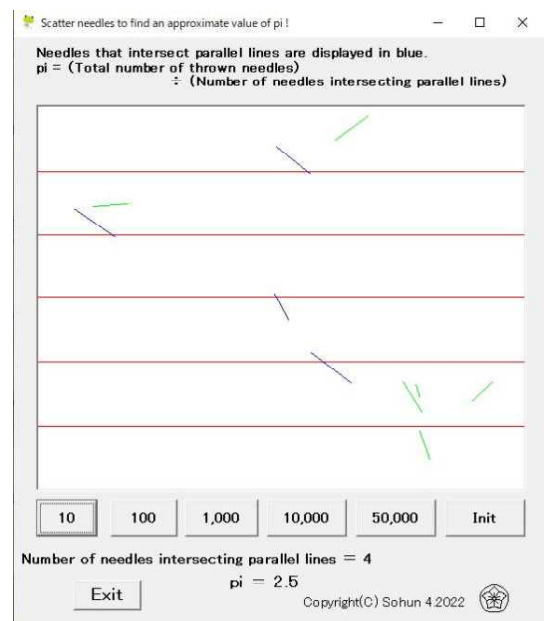 Scatter needles to find an approximate value of pi !
Needles that intersect parallel lines are displayed in blue.
pi = (Total number of thrown needles)
÷ (Number of needles intersecting parallel lines)
10 100 1,000 10,000 50,000 Init
Number of needles intersecting parallel lines = 4
pi = 2.5
Exit
Copyright(C) Sohun 4.2022